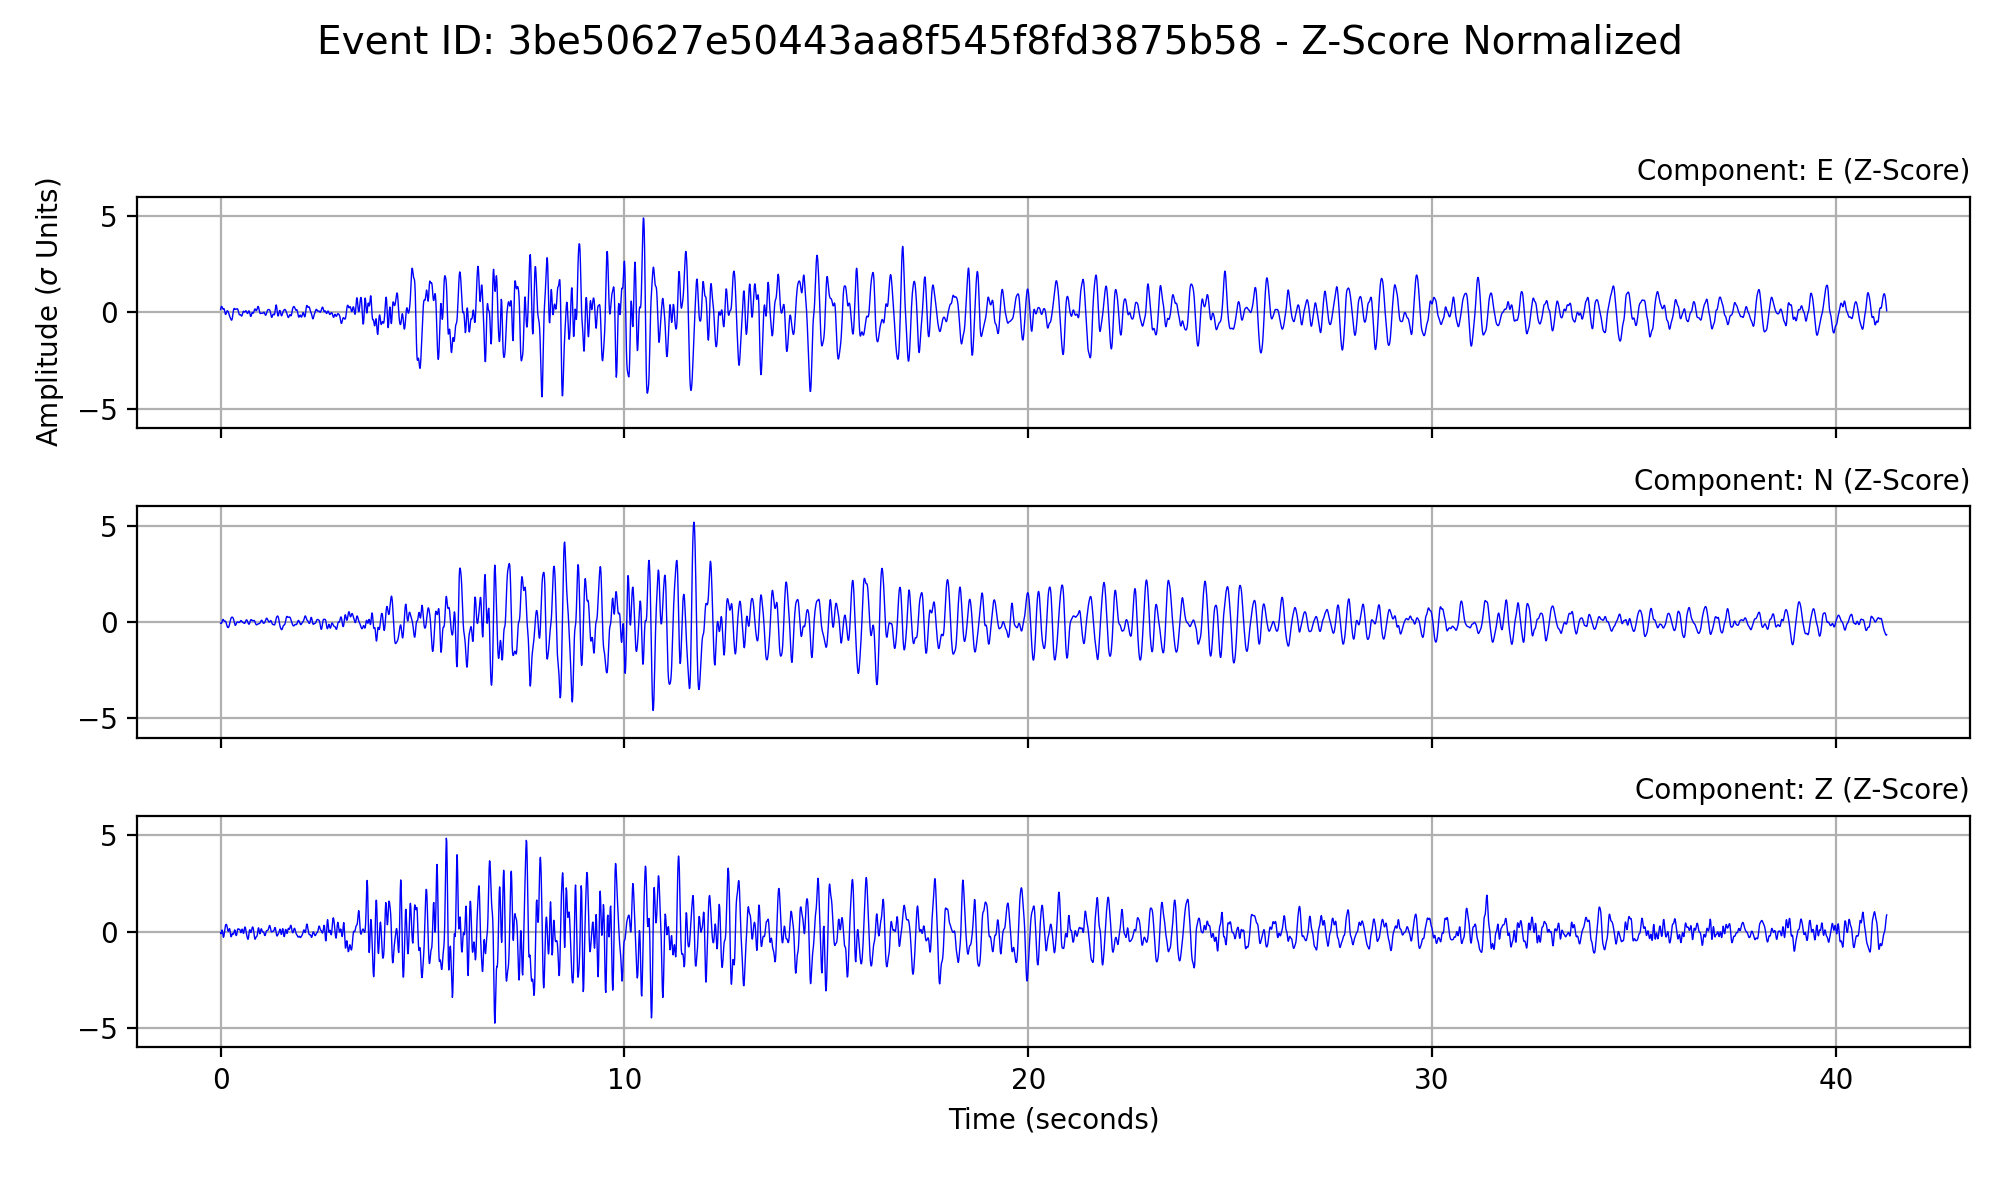 Event ID: 3be50627e50443aa8f545f8fd3875b58 - Z-Score Normalized
Component: E (Z-Score)
Amplitude (σ Units)
5
0
−5
Component: N (Z-Score)
5
0
−5
Component: Z (Z-Score)
5
0
−5
0 10 20 30 40
Time (seconds)